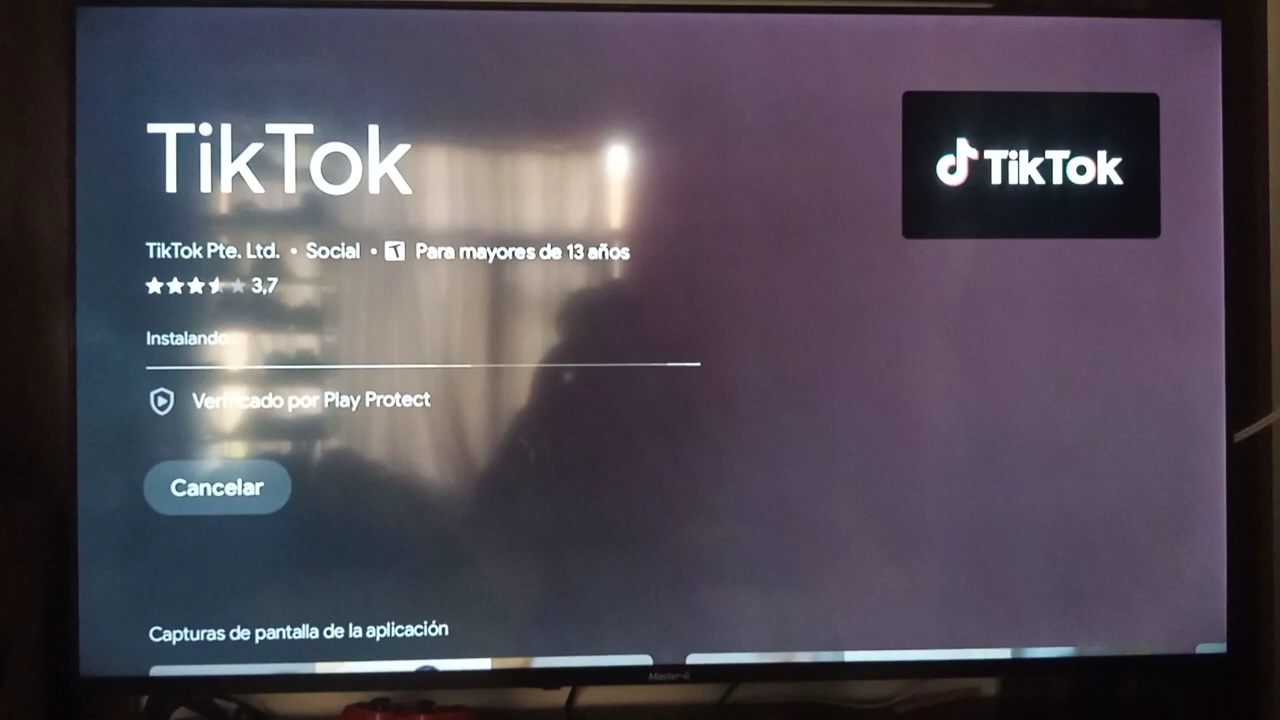 TikTok
TikTok
TikTok Pte. Ltd. • Social • T Para mayores de 13 años
3,7
Instalando
Verificado por Play Protect
Cancelar
Capturas de pantalla de la aplicación
Master-G